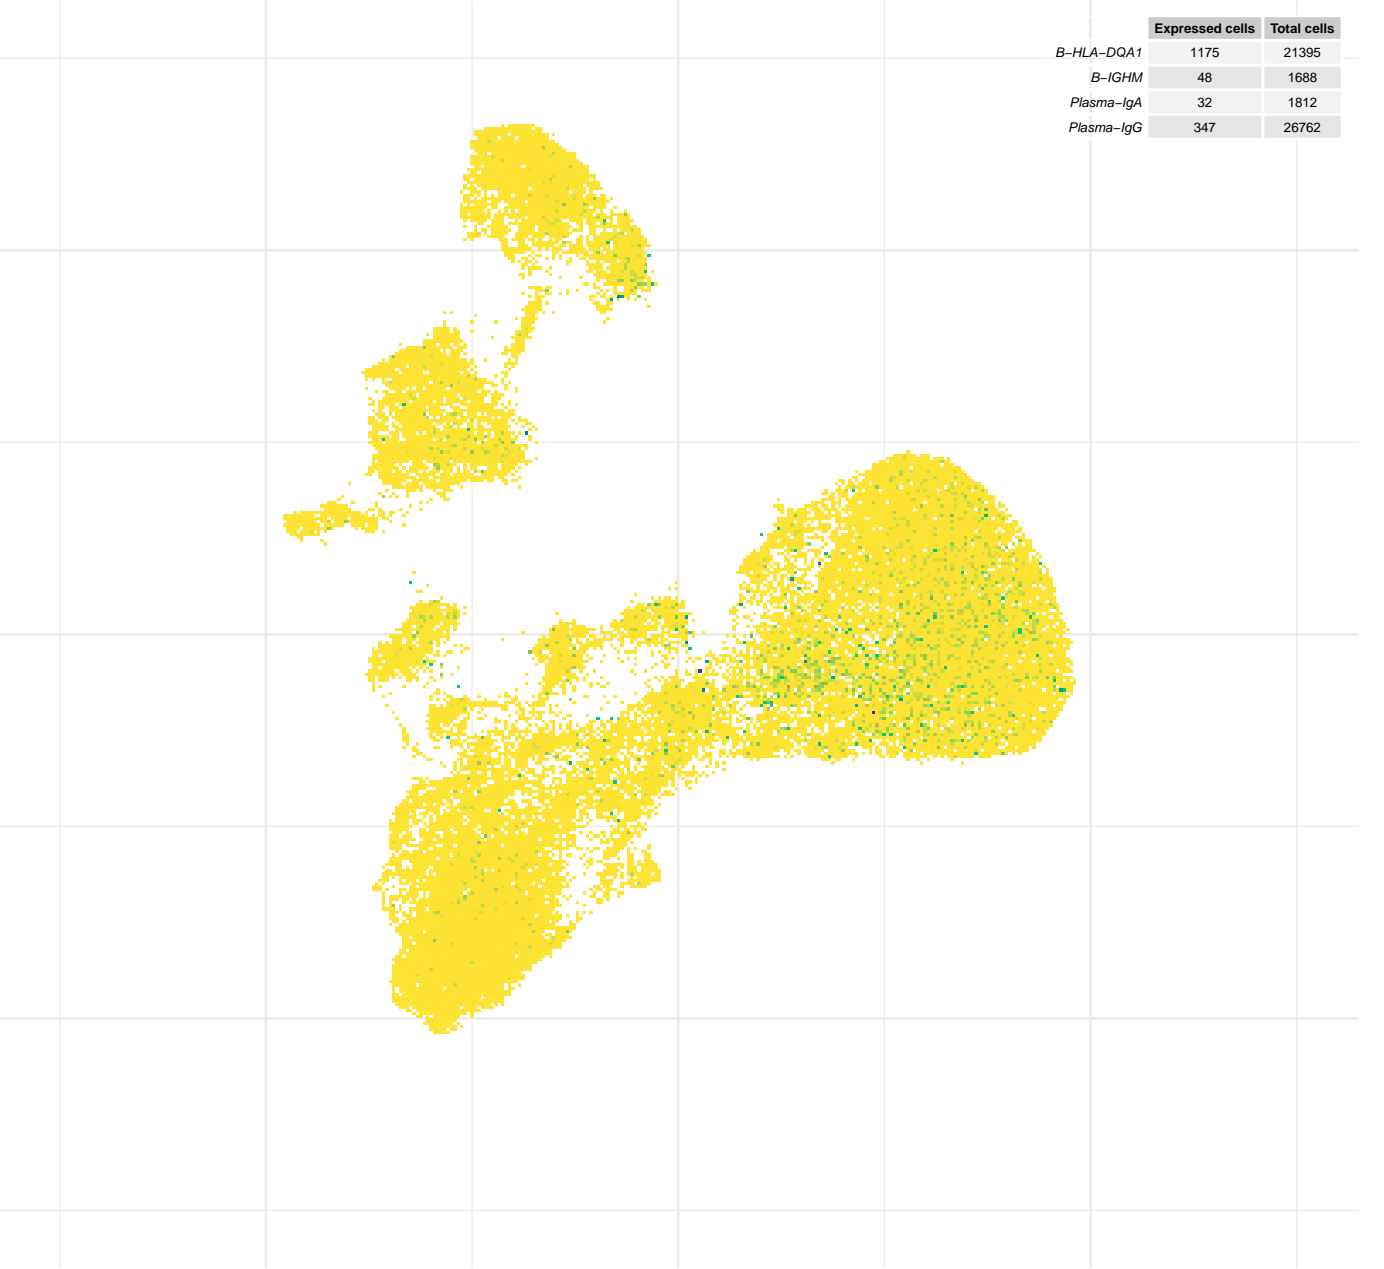 Expressed cells Total cells
B−HLA−DQA1 1175 21395
B−IGHM 48 1688
Plasma−IgA 32 1812
Plasma−IgG 347 26762